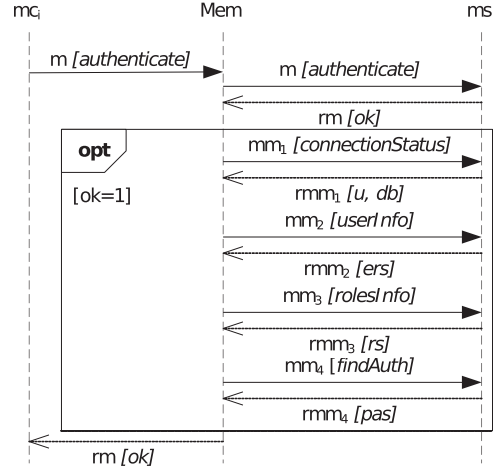 mcᵢ Mem ms
m [authenticate]
m [authenticate]
rm [ok]
opt
mm₁ [connectionStatus]
[ok=1]
rmm₁ [u, db]
mm₂ [userInfo]
rmm₂ [ers]
mm₃ [rolesInfo]
rmm₃ [rs]
mm₄ [findAuth]
rmm₄ [pas]
rm [ok]